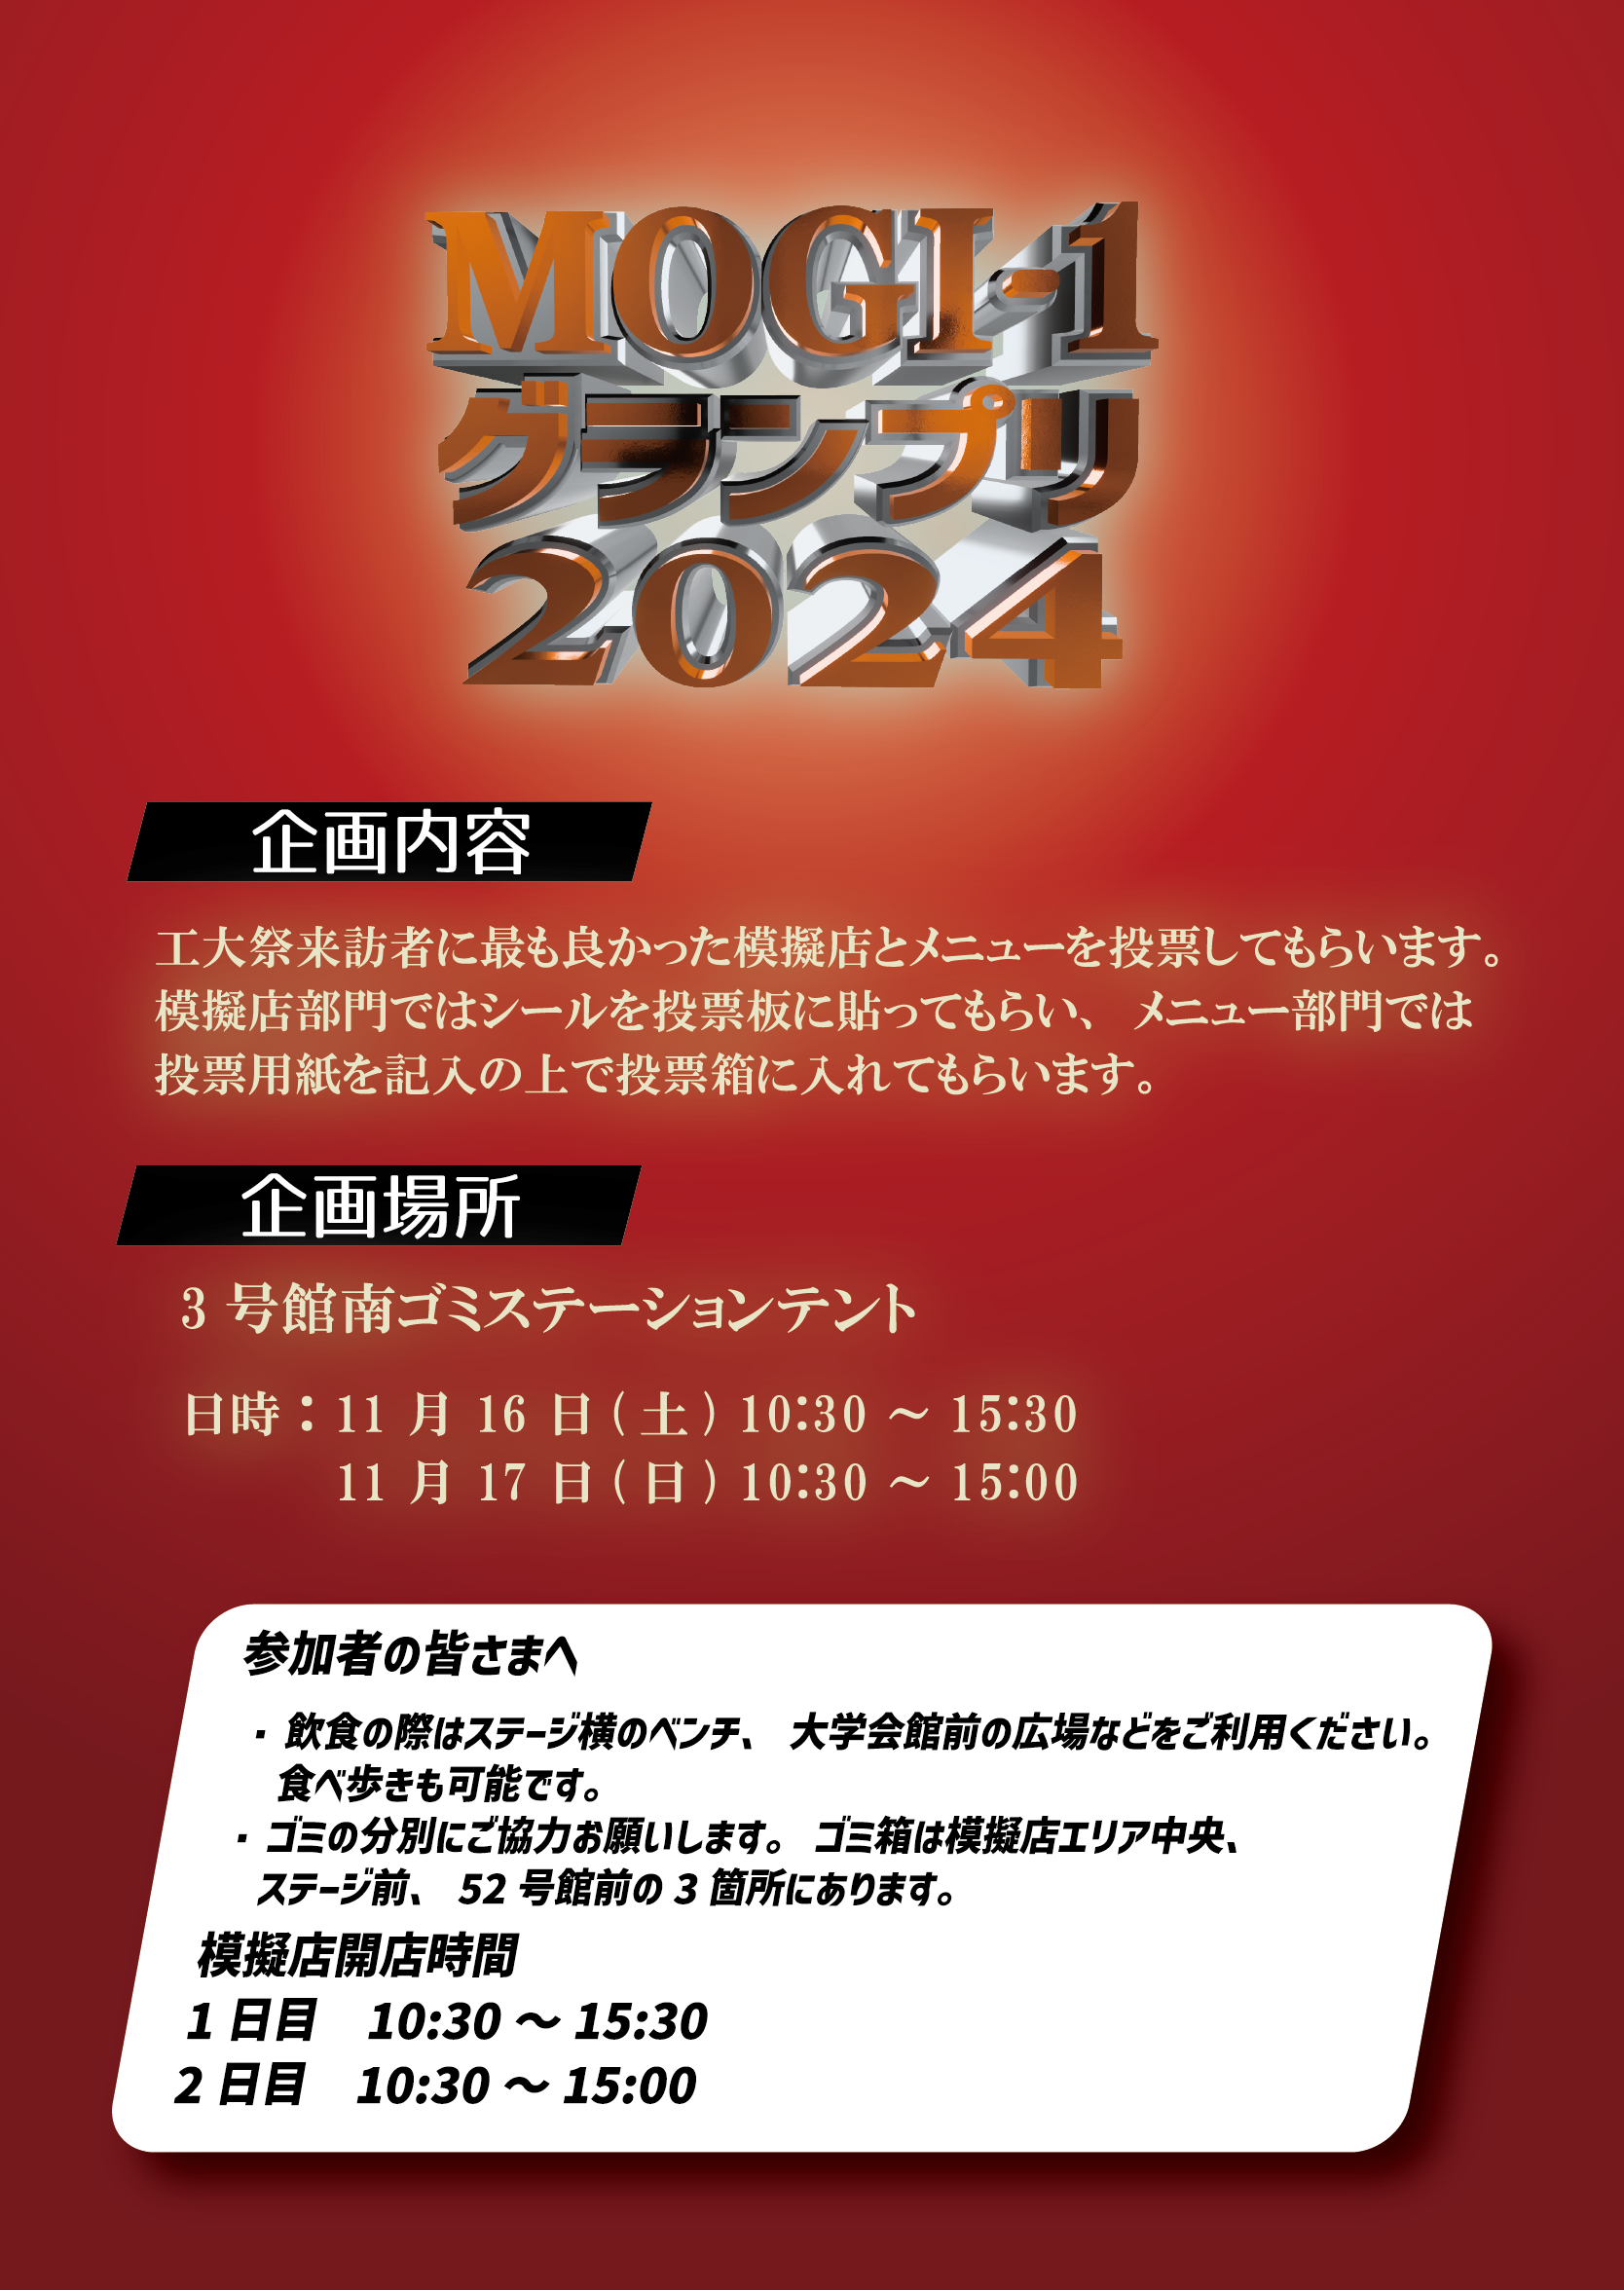 MOGI-1
グランプリ
2024
企画内容
工大祭来訪者に最も良かった模擬店とメニューを投票してもらいます。
模擬店部門ではシールを投票板に貼ってもらい、メニュー部門では
投票用紙を記入の上で投票箱に入れてもらいます。
企画場所
3 号館南ゴミステーションテント
日時：11 月 16 日 ( 土 ) 10:30 ～ 15:30
11 月 17 日 ( 日 ) 10:30 ～ 15:00
参加者の皆さまへ
・飲食の際はステージ横のベンチ、大学会館前の広場などをご利用ください。
食べ歩きも可能です。
・ゴミの分別にご協力お願いします。ゴミ箱は模擬店エリア中央、
ステージ前、52 号館前の 3 箇所にあります。
模擬店開店時間
1 日目　10:30 ～ 15:30
2 日目　10:30 ～ 15:00